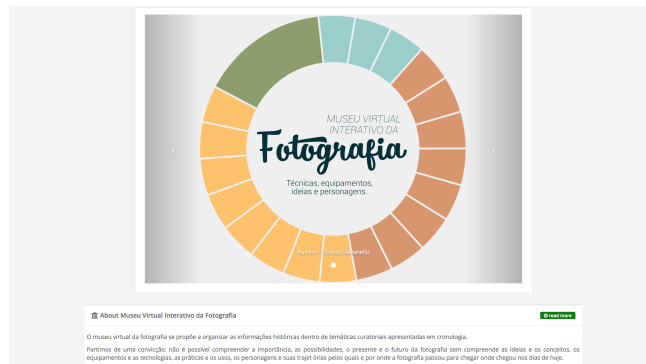 MUSEU VIRTUAL
INTERATIVO DA
Fotografia
Técnicas, equipamentos,
ideias e personagens.
Author - Ricardo Ravanello
About Museu Virtual Interativo da Fotografia
read more
O museu virtual da fotografia se propõe a organizar as informações históricas dentro de temáticas curatoriais apresentadas em cronologia.
Partimos de uma convicção: não é possível compreender a importância, as possibilidades, o presente e o futuro da fotografia sem compreende as ideias e os conceitos, os
equipamentos e as tecnologias, as práticas e os usos, os personagens e suas trajet órias pelos quais e por onde a fotografia passou para chegar onde chegou nos dias de hoje.